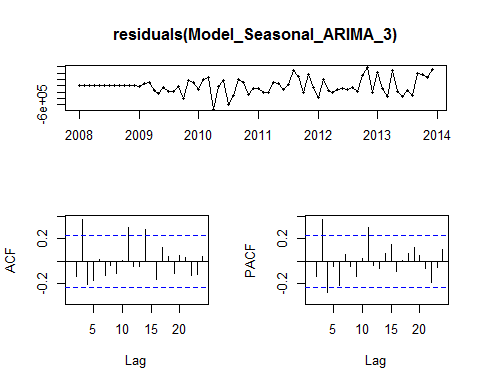 residuals(Model_Seasonal_ARIMA_3)
-6e+05
2008 2009 2010 2011 2012 2013 2014
ACF
-0.2 0.2
5 10 15 20
Lag
PACF
-0.2 0.2
5 10 15 20
Lag